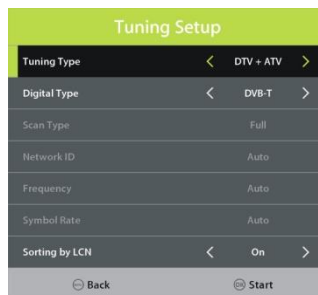 Tuning Setup
Tuning Type < DTV + ATV >
Digital Type < DVB-T >
Scan Type Full
Network ID Auto
Frequency Auto
Symbol Rate Auto
Sorting by LCN < On >
Back OK Start